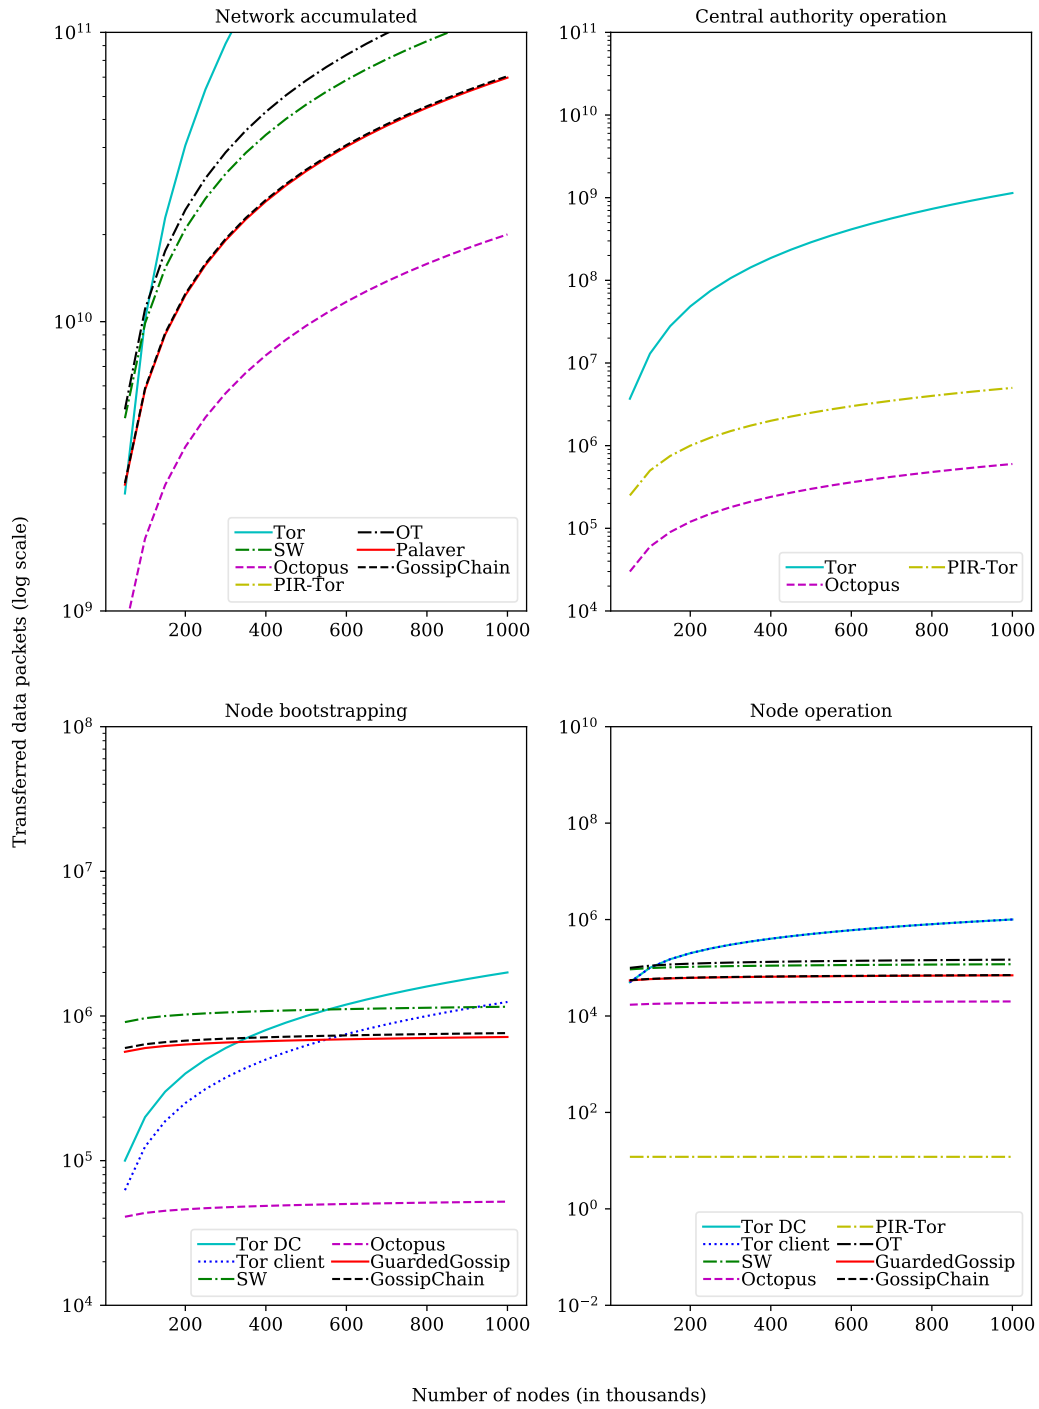 Network accumulated
10^11
10^10
10^9
200 400 600 800 1000
Tor
SW
Octopus
PIR-Tor
OT
Palaver
GossipChain
Central authority operation
10^11
10^10
10^9
10^8
10^7
10^6
10^5
10^4
200 400 600 800 1000
Tor
Octopus
PIR-Tor
Transferred data packets (log scale)
Node bootstrapping
10^8
10^7
10^6
10^5
10^4
200 400 600 800 1000
Tor DC
Tor client
SW
Octopus
GuardedGossip
GossipChain
Node operation
10^10
10^8
10^6
10^4
10^2
10^0
10^−2
200 400 600 800 1000
Tor DC
Tor client
SW
Octopus
PIR-Tor
OT
GuardedGossip
GossipChain
Number of nodes (in thousands)